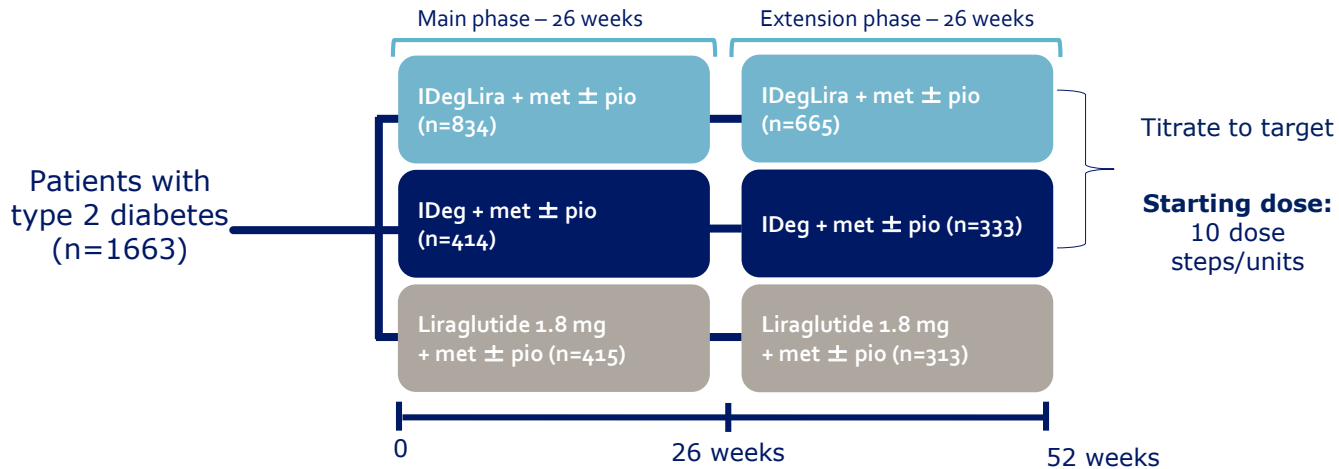 Main phase – 26 weeks
Extension phase – 26 weeks
IDegLira + met ± pio
(n=834)
IDegLira + met ± pio
(n=665)
Titrate to target
Patients with
type 2 diabetes
(n=1663)
IDeg + met ± pio
(n=414)
IDeg + met ± pio (n=333)
Starting dose:
10 dose
steps/units
Liraglutide 1.8 mg
+ met ± pio (n=415)
Liraglutide 1.8 mg
+ met ± pio (n=313)
0
26 weeks
52 weeks